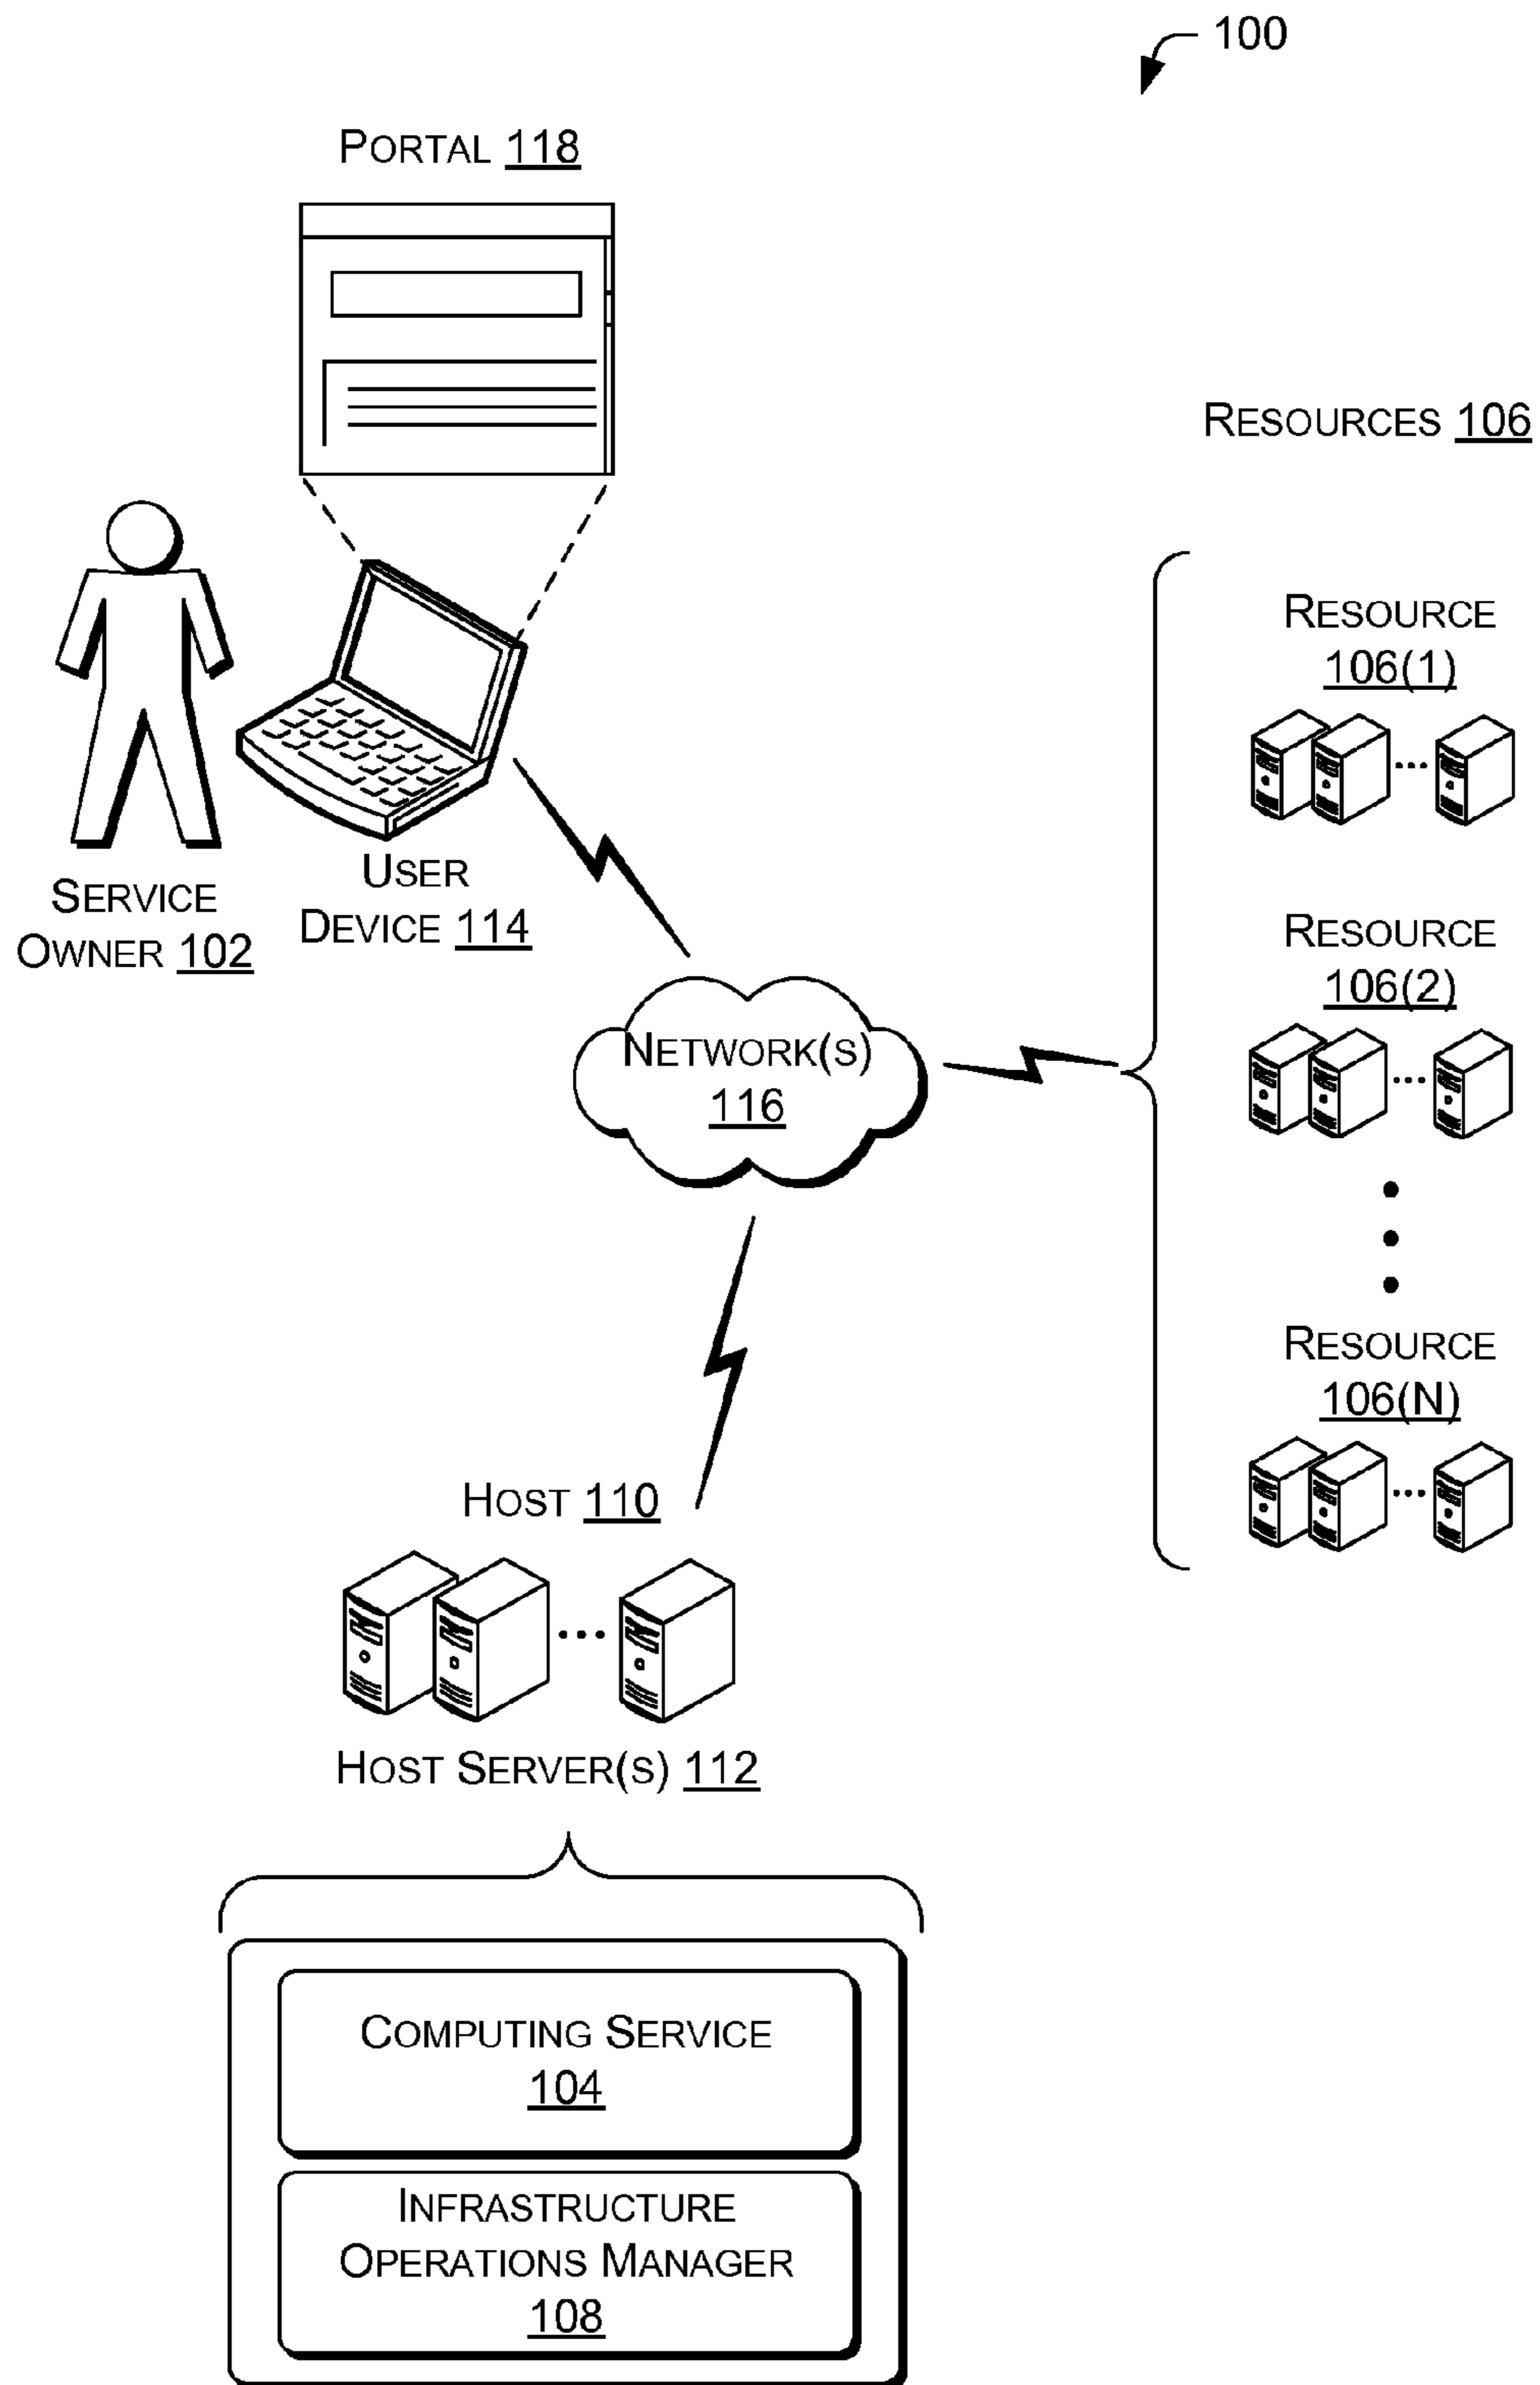 100
PORTAL 118
RESOURCES 106
RESOURCE
106(1)
SERVICE
OWNER 102
USER
DEVICE 114
RESOURCE
106(2)
NETWORK(S)
116
RESOURCE
106(N)
HOST 110
HOST SERVER(S) 112
COMPUTING SERVICE
104
INFRASTRUCTURE
OPERATIONS MANAGER
108